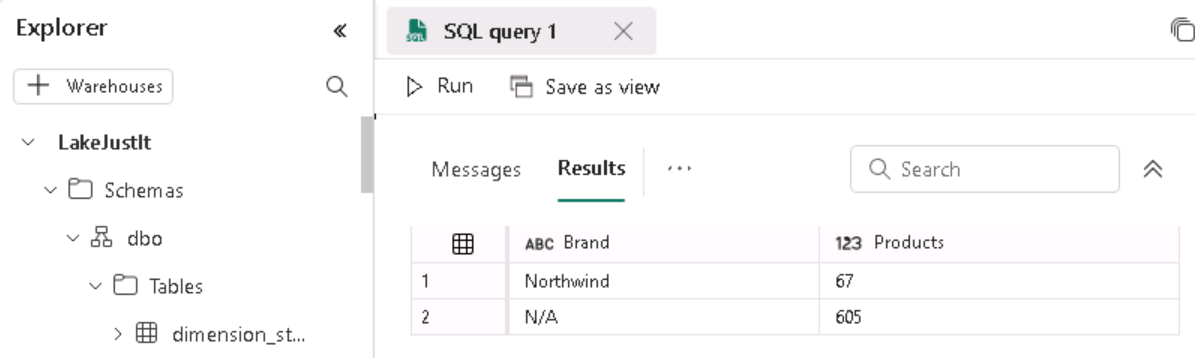 Explorer
SQL query 1
Warehouses
Run
Save as view
LakeJustIt
Schemas
dbo
Tables
dimension_st...
Messages
Results
Search
ABC Brand
123 Products
1 Northwind 67
2 N/A 605